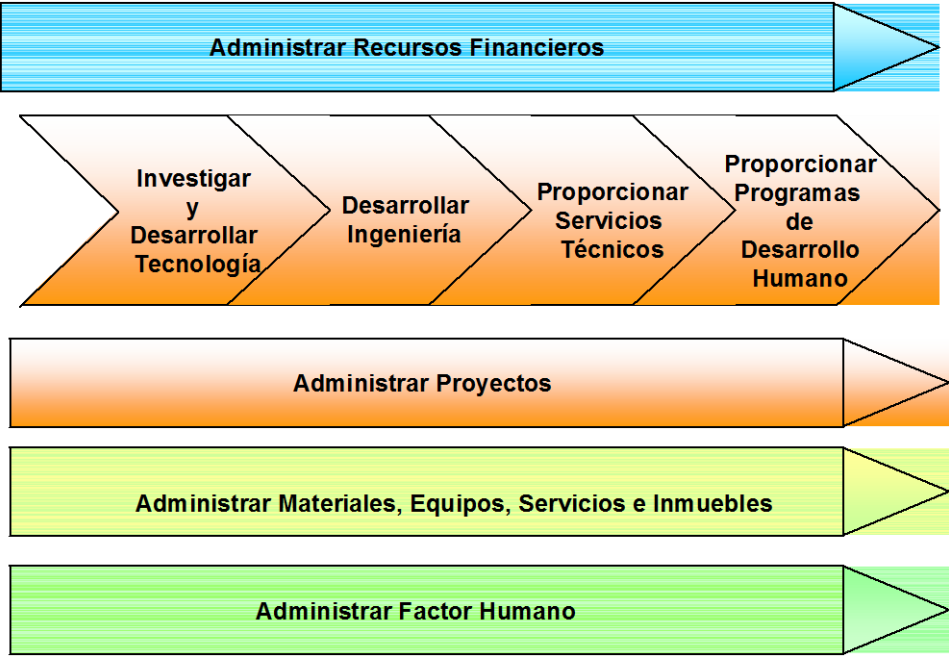 Administrar Recursos Financieros
Investigar
y
Desarrollar
Tecnología
Desarrollar
Ingeniería
Proporcionar
Servicios
Técnicos
Proporcionar
Programas
de
Desarrollo
Humano
Administrar Proyectos
Administrar Materiales, Equipos, Servicios e Inmuebles
Administrar Factor Humano